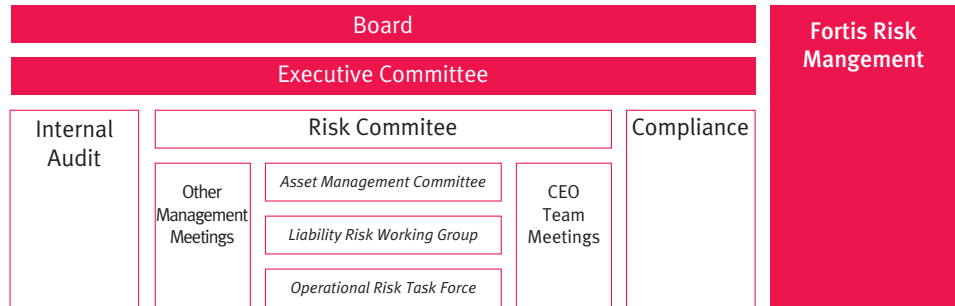 Board
Fortis Risk
Mangement
Executive Committee
Internal
Audit
Risk Commitee
Compliance
Other
Management
Meetings
Asset Management Committee
Liability Risk Working Group
Operational Risk Task Force
CEO
Team
Meetings